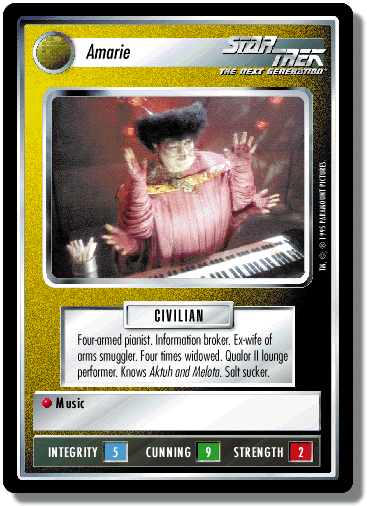 Amarie
STAR TREK
THE NEXT GENERATION®
TM, ©, ® 1995 PARAMOUNT PICTURES
CIVILIAN
Four-armed pianist. Information broker. Ex-wife of
arms smuggler. Four times widowed. Qualor II lounge
performer. Knows Aktuh and Melota. Salt sucker.
Music
INTEGRITY 5 CUNNING 9 STRENGTH 2